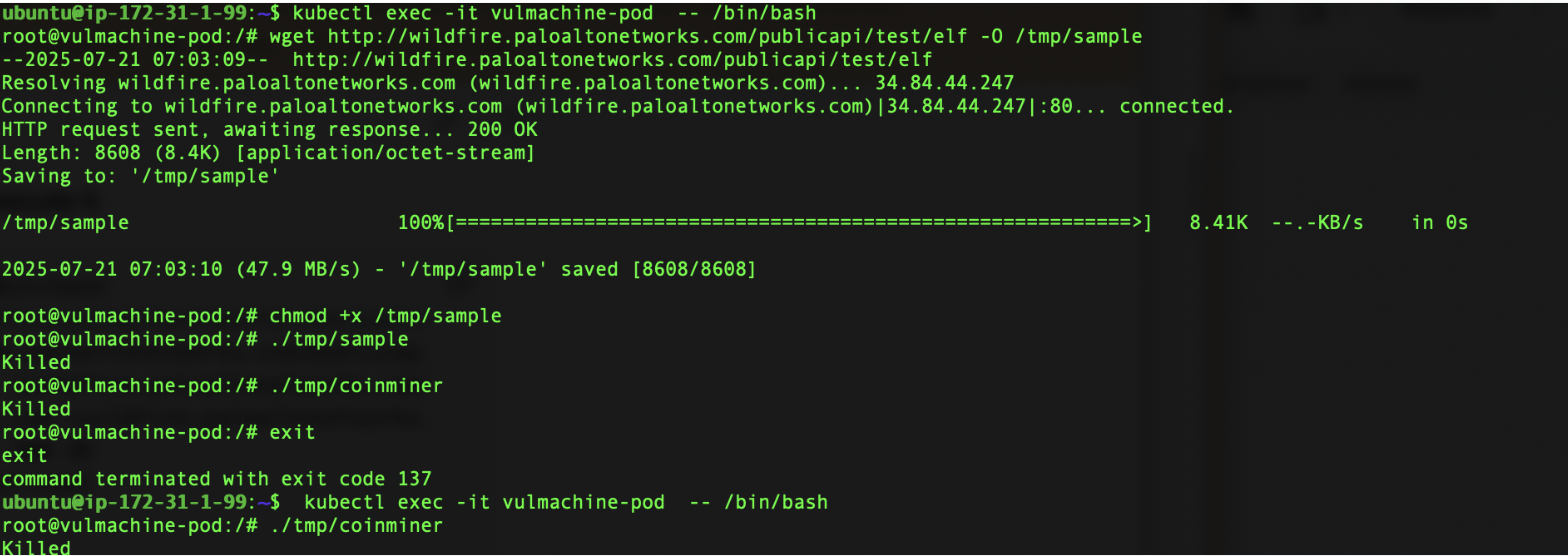 ubuntu@ip-172-31-1-99:~$ kubectl exec -it vulmachine-pod  -- /bin/bash
root@vulmachine-pod:/# wget http://wildfire.paloaltonetworks.com/publicapi/test/elf -O /tmp/sample
--2025-07-21 07:03:09--  http://wildfire.paloaltonetworks.com/publicapi/test/elf
Resolving wildfire.paloaltonetworks.com (wildfire.paloaltonetworks.com)... 34.84.44.247
Connecting to wildfire.paloaltonetworks.com (wildfire.paloaltonetworks.com)|34.84.44.247|:80... connected.
HTTP request sent, awaiting response... 200 OK
Length: 8608 (8.4K) [application/octet-stream]
Saving to: '/tmp/sample'
/tmp/sample                       100%[==========================================================>]   8.41K  --.-KB/s    in 0s
2025-07-21 07:03:10 (47.9 MB/s) - '/tmp/sample' saved [8608/8608]
root@vulmachine-pod:/# chmod +x /tmp/sample
root@vulmachine-pod:/# ./tmp/sample
Killed
root@vulmachine-pod:/# ./tmp/coinminer
Killed
root@vulmachine-pod:/# exit
exit
command terminated with exit code 137
ubuntu@ip-172-31-1-99:~$  kubectl exec -it vulmachine-pod  -- /bin/bash
root@vulmachine-pod:/# ./tmp/coinminer
Killed